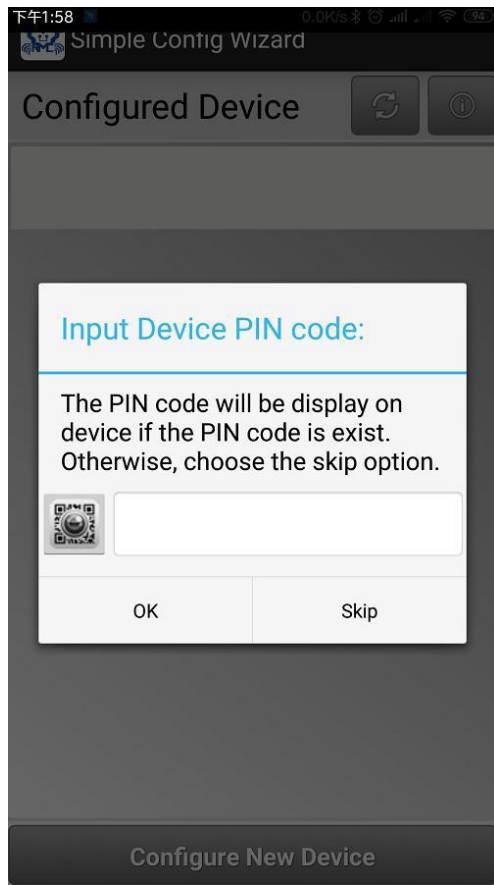 下午1:58 0.0K/s 94
Simple Config Wizard
Configured Device
Input Device PIN code:
The PIN code will be display on
device if the PIN code is exist.
Otherwise, choose the skip option.
OK Skip
Configure New Device